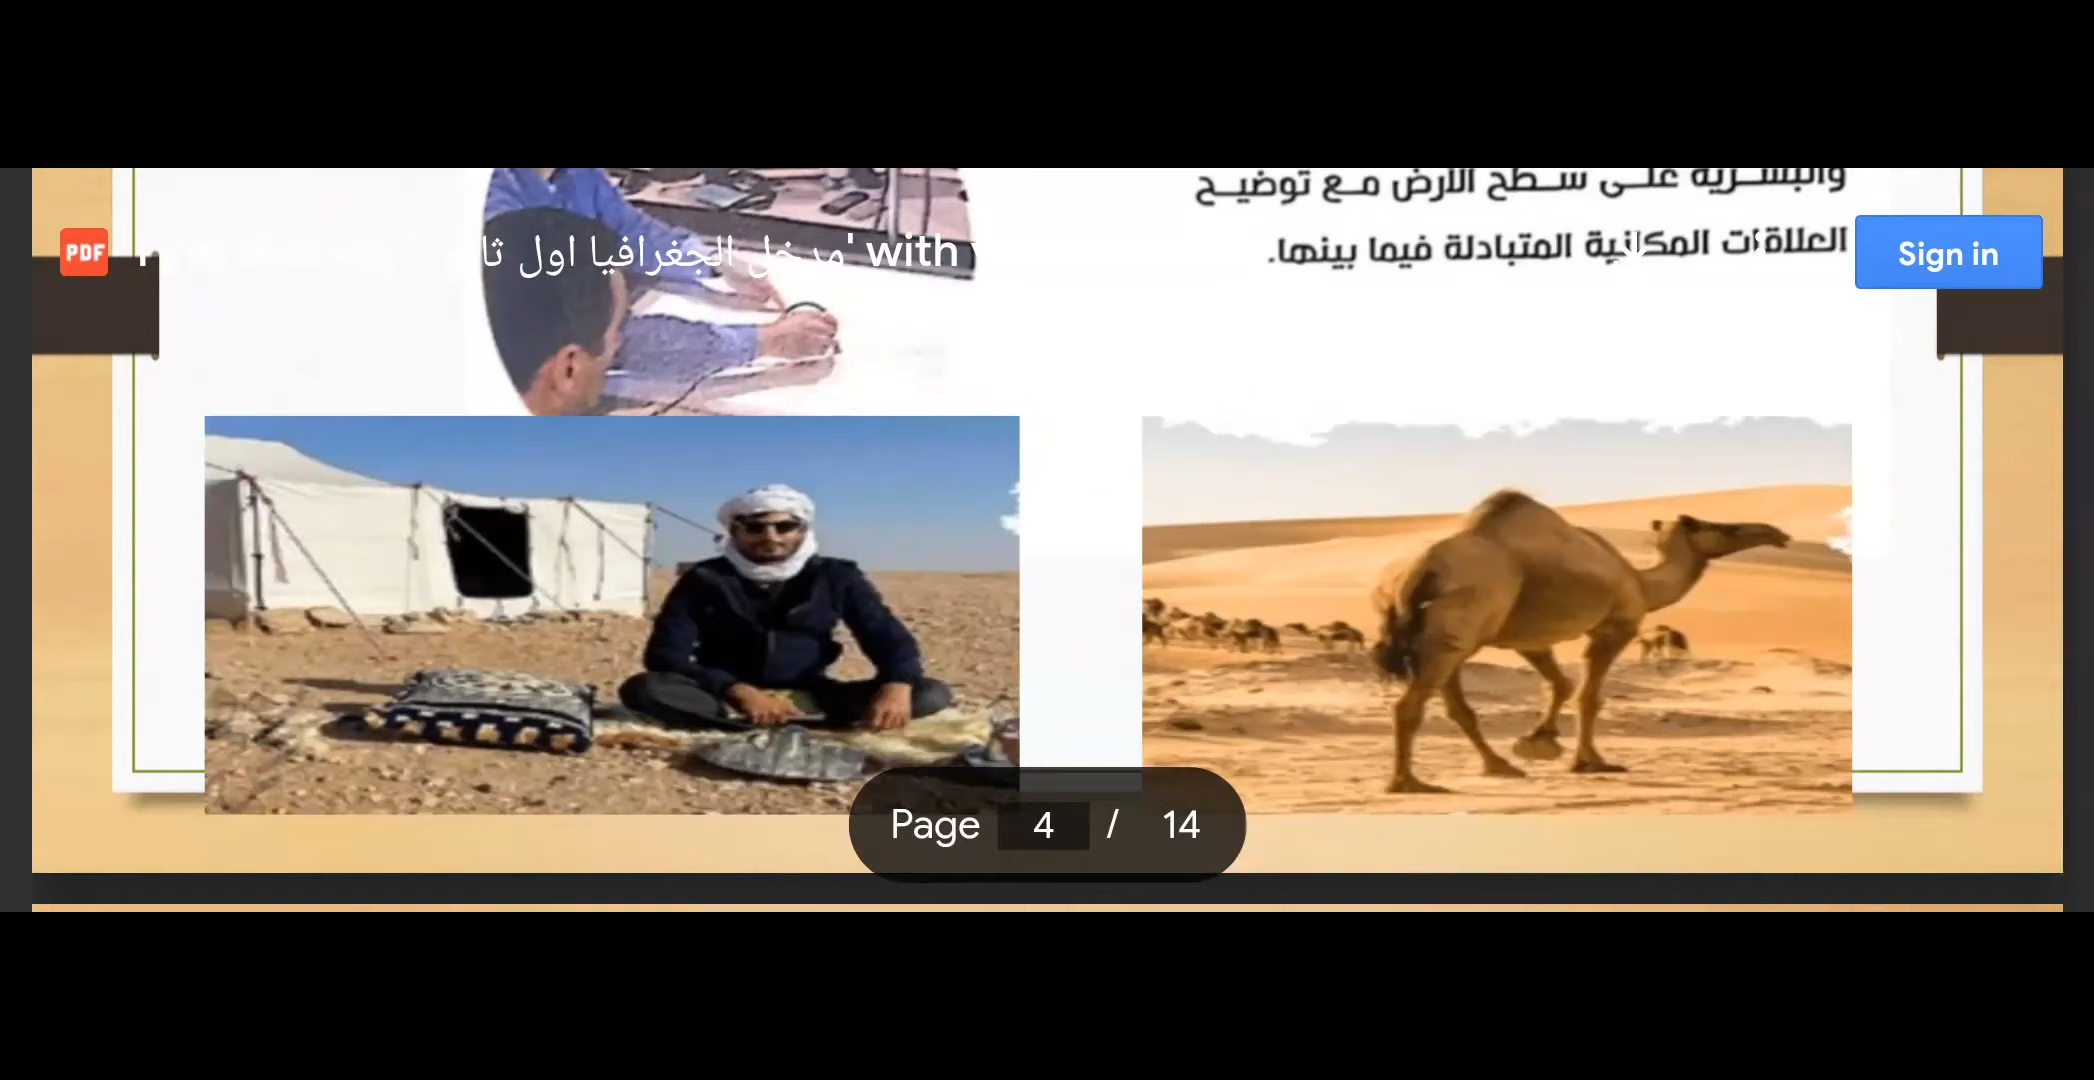 والبشرية على سطح الأرض مع توضيح
العلاقات المكانية المتبادلة فيما بينها.
PDF
مدخل الجغرافيا اول ثا
' with
Sign in
Page 4 / 14